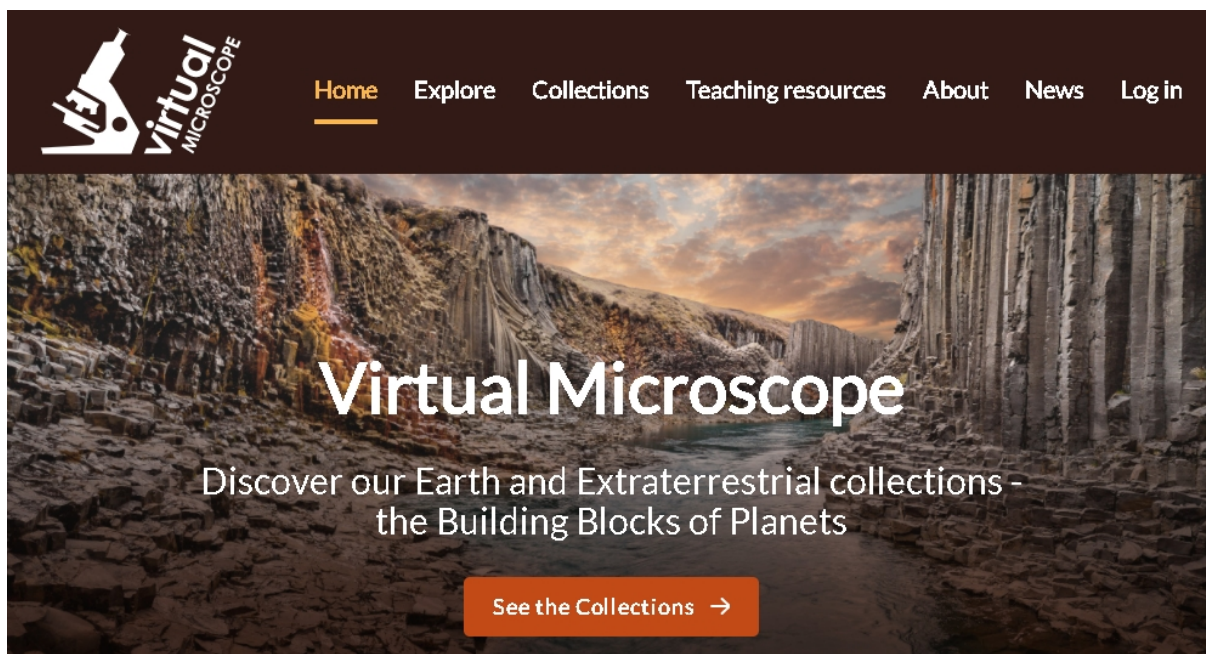 virtual
MICROSCOPE
Home Explore Collections Teaching resources About News Log in
Virtual Microscope
Discover our Earth and Extraterrestrial collections -
the Building Blocks of Planets
See the Collections →